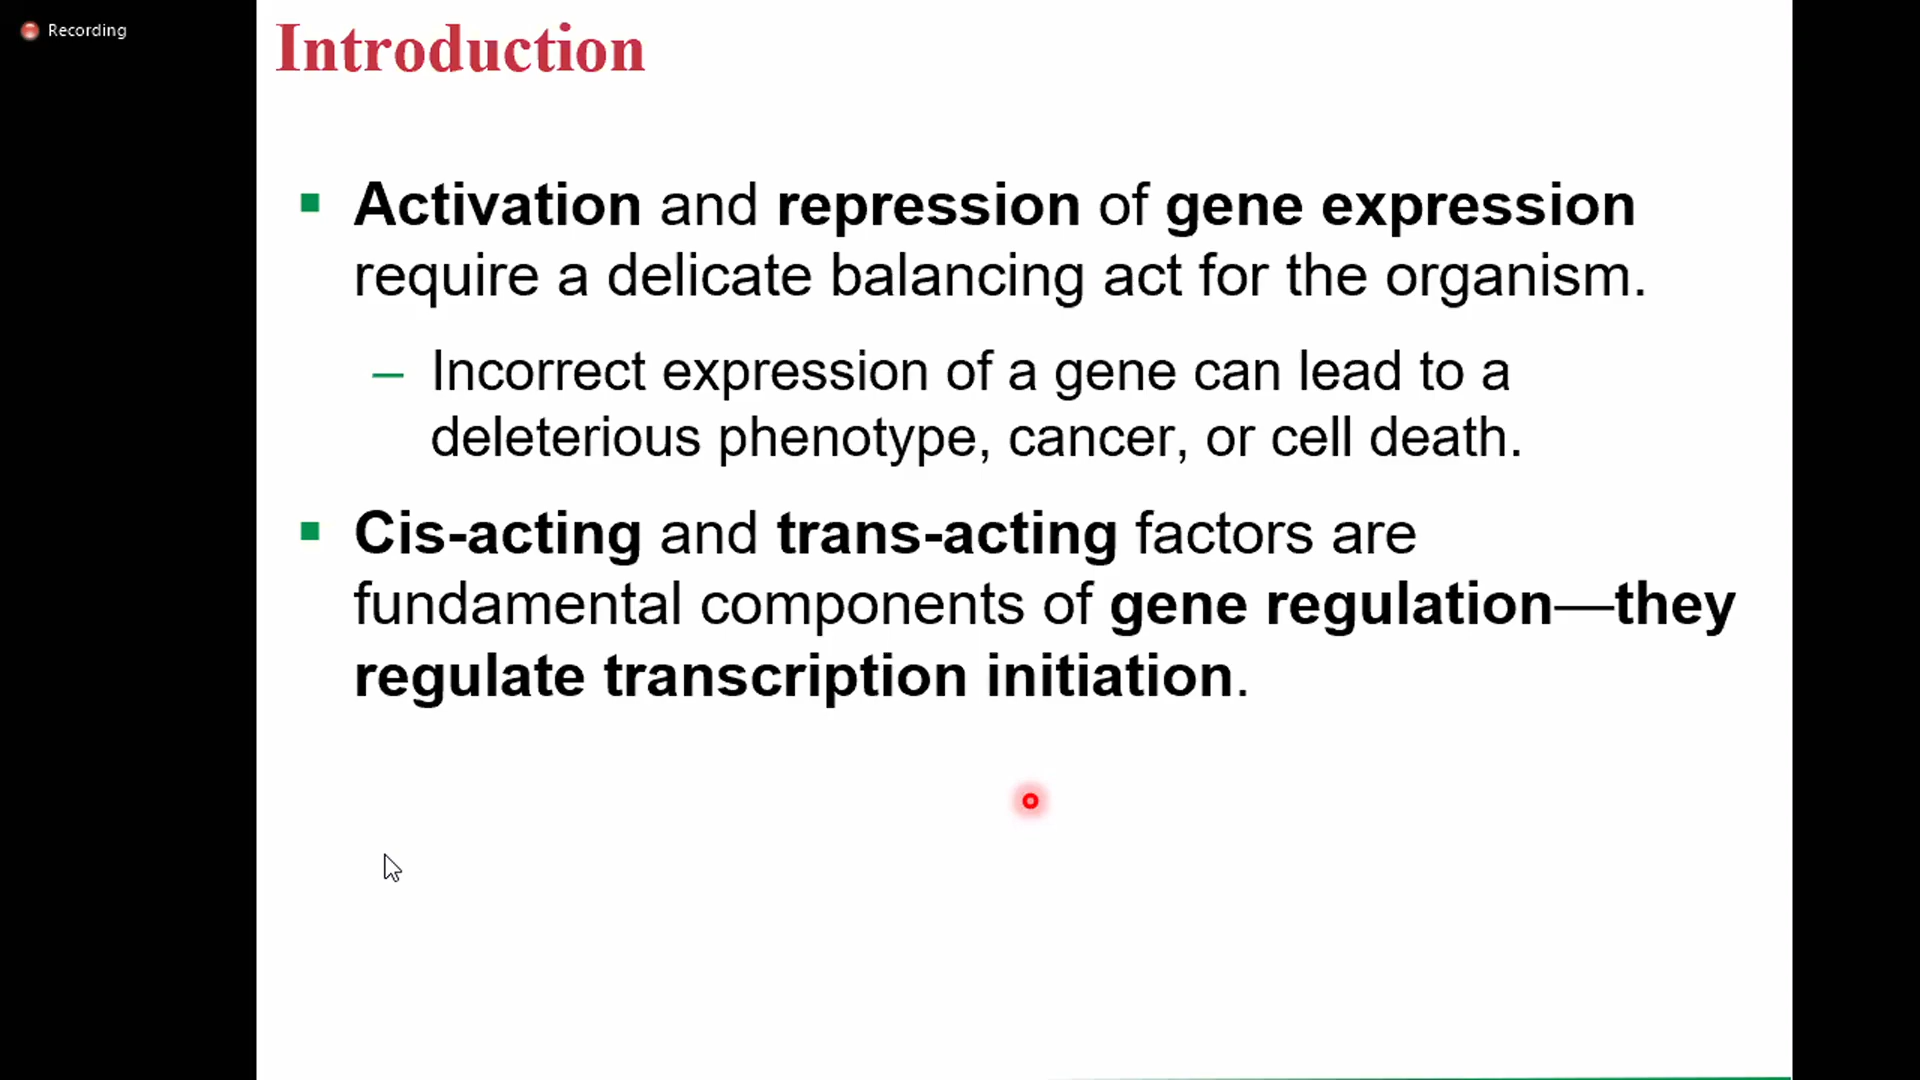 Recording
Introduction
Activation and repression of gene expression
require a delicate balancing act for the organism.
– Incorrect expression of a gene can lead to a
deleterious phenotype, cancer, or cell death.
Cis-acting and trans-acting factors are
fundamental components of gene regulation—they
regulate transcription initiation.